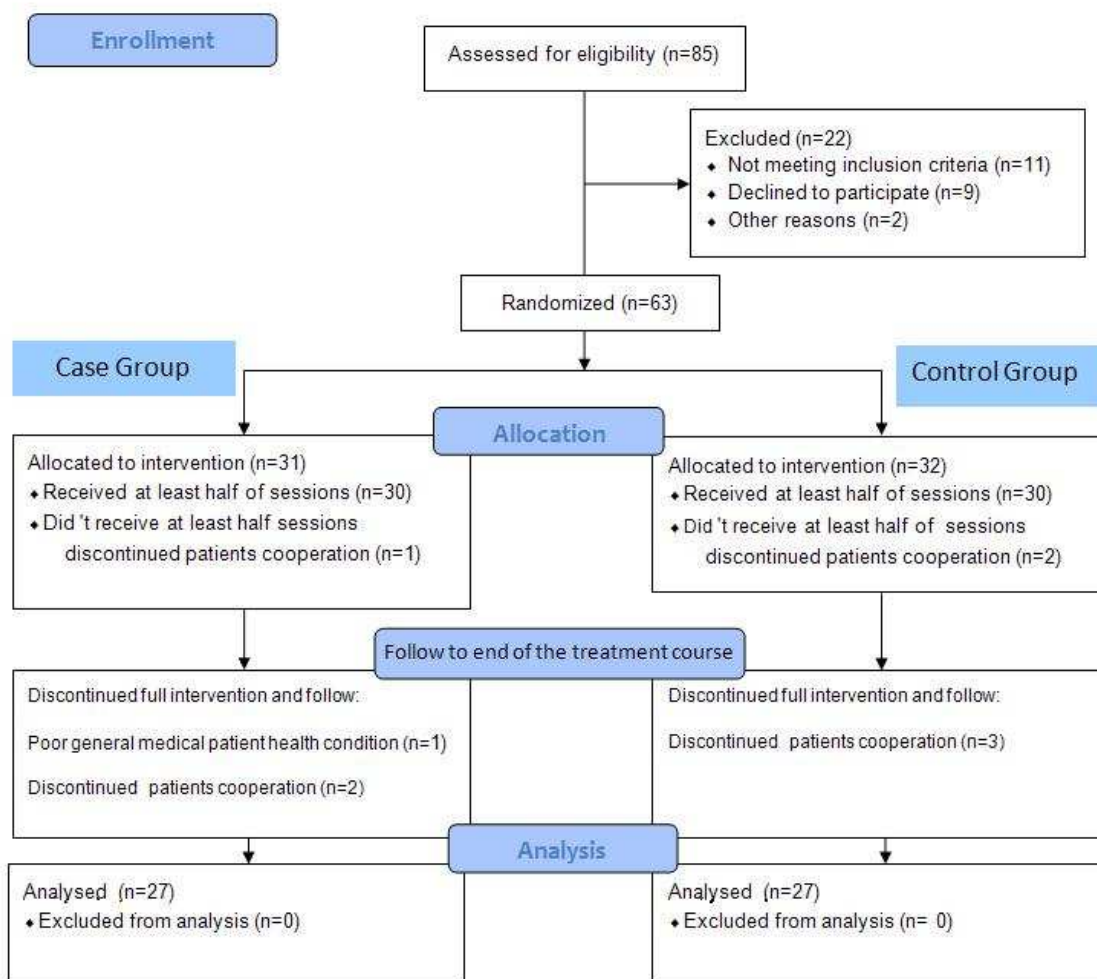 Enrollment
Assessed for eligibility (n=85)
Excluded (n=22)
⬥ Not meeting inclusion criteria (n=11)
⬥ Declined to participate (n=9)
⬥ Other reasons (n=2)
Randomized (n=63)
Case Group
Control Group
Allocation
Allocated to intervention (n=31)
⬥ Received at least half of sessions (n=30)
⬥ Did 't receive at least half sessions
discontinued patients cooperation (n=1)
Allocated to intervention (n=32)
⬥ Received at least half of sessions (n=30)
⬥ Did 't receive at least half of sessions
discontinued patients cooperation (n=2)
Follow to end of the treatment course
Discontinued full intervention and follow:
Poor general medical patient health condition (n=1)
Discontinued patients cooperation (n=2)
Discontinued full intervention and follow:
Discontinued patients cooperation (n=3)
Analysis
Analysed (n=27)
⬥ Excluded from analysis (n=0)
Analysed (n=27)
⬥ Excluded from analysis (n= 0)